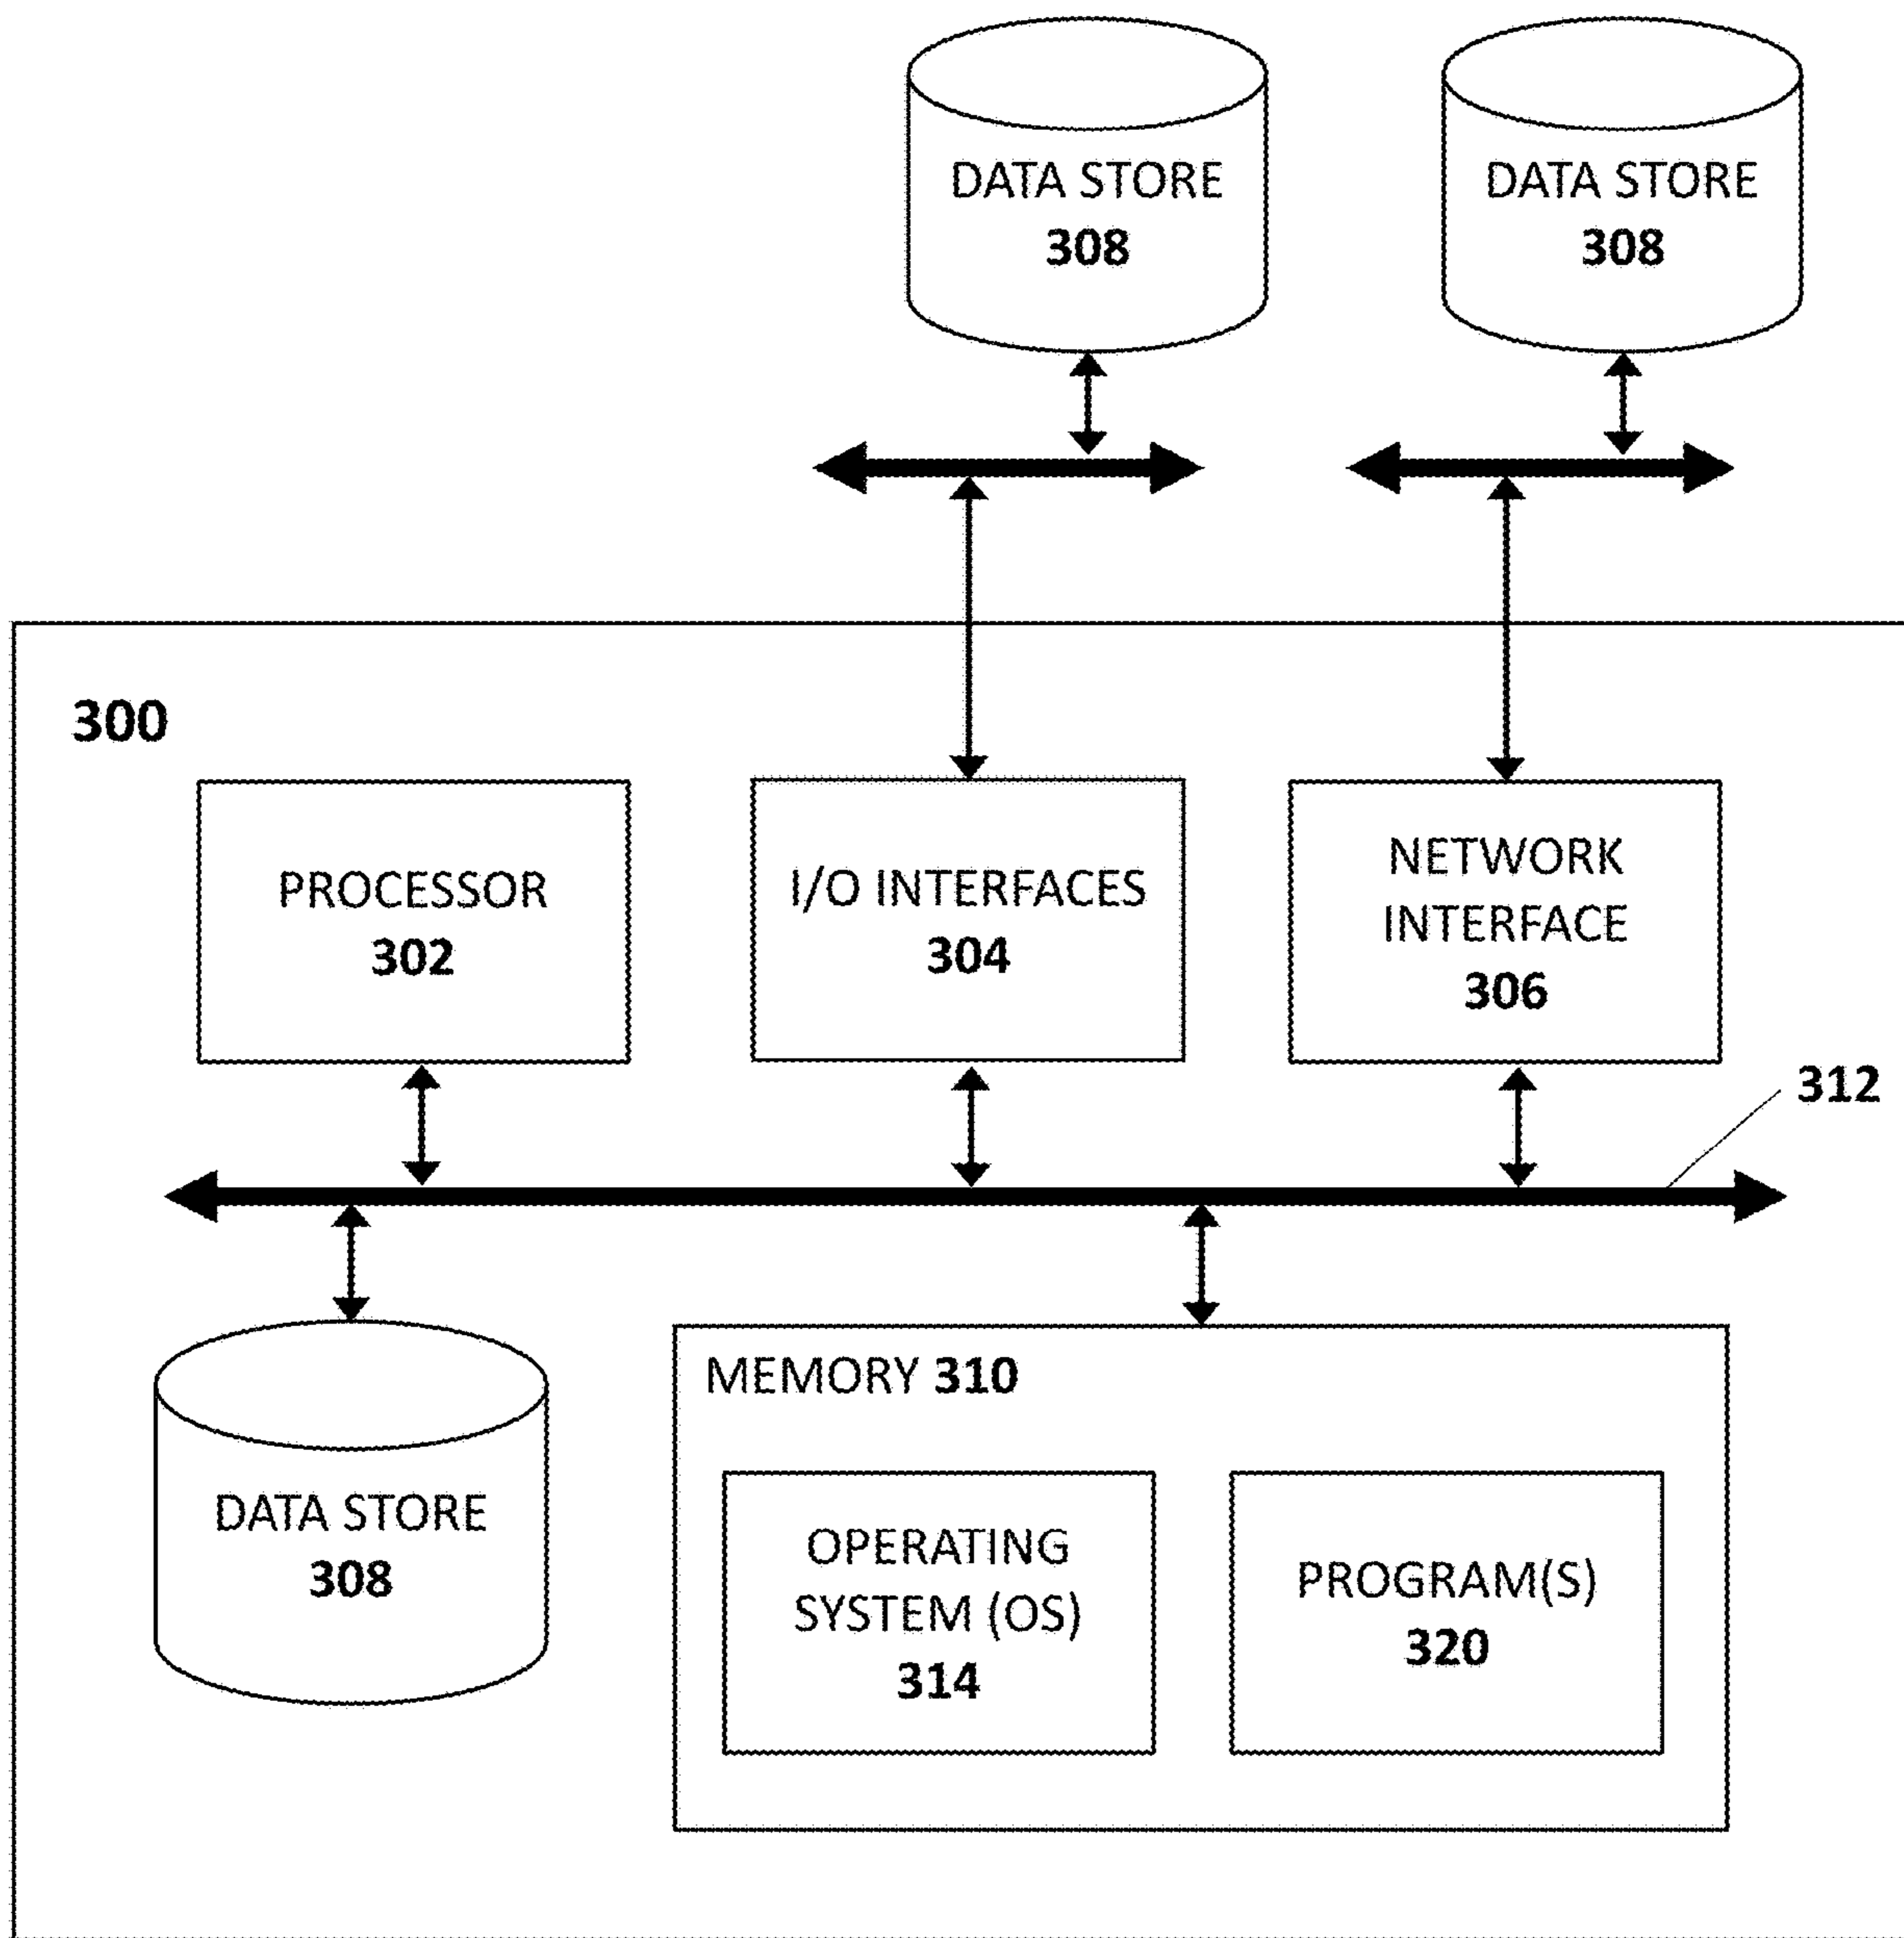 DATA STORE
308
DATA STORE
308
300
PROCESSOR
302
I/O INTERFACES
304
NETWORK
INTERFACE
306
312
DATA STORE
308
MEMORY 310
OPERATING
SYSTEM (OS)
314
PROGRAM(S)
320